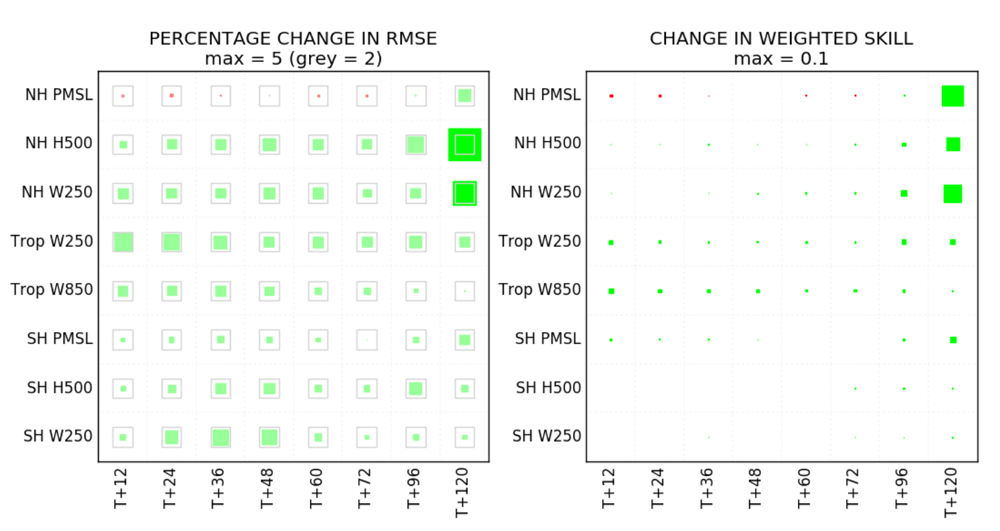 PERCENTAGE CHANGE IN RMSE
max = 5 (grey = 2)
NH PMSL
NH H500
NH W250
Trop W250
Trop W850
SH PMSL
SH H500
SH W250
T+12
T+24
T+36
T+48
T+60
T+72
T+96
T+120
CHANGE IN WEIGHTED SKILL
max = 0.1
NH PMSL
NH H500
NH W250
Trop W250
Trop W850
SH PMSL
SH H500
SH W250
T+12
T+24
T+36
T+48
T+60
T+72
T+96
T+120